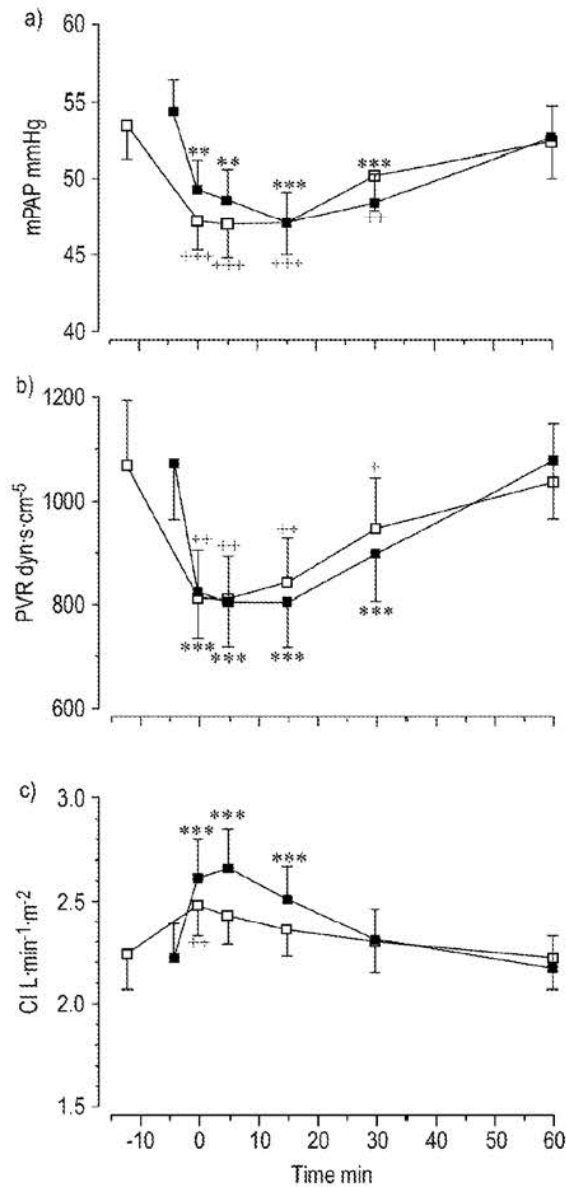 a)
60
55
50
45
40
mPAP mmHg
** ** *** ***
+++ +++ +++ ++
b)
1200
1000
800
600
PVR dyn·s·cm-5
++ ++ ++ +
*** *** *** ***
c)
3.0
2.5
2.0
1.5
CI L·min-1·m-2
*** *** ***
++
-10 0 10 20 30 40 50 60
Time min